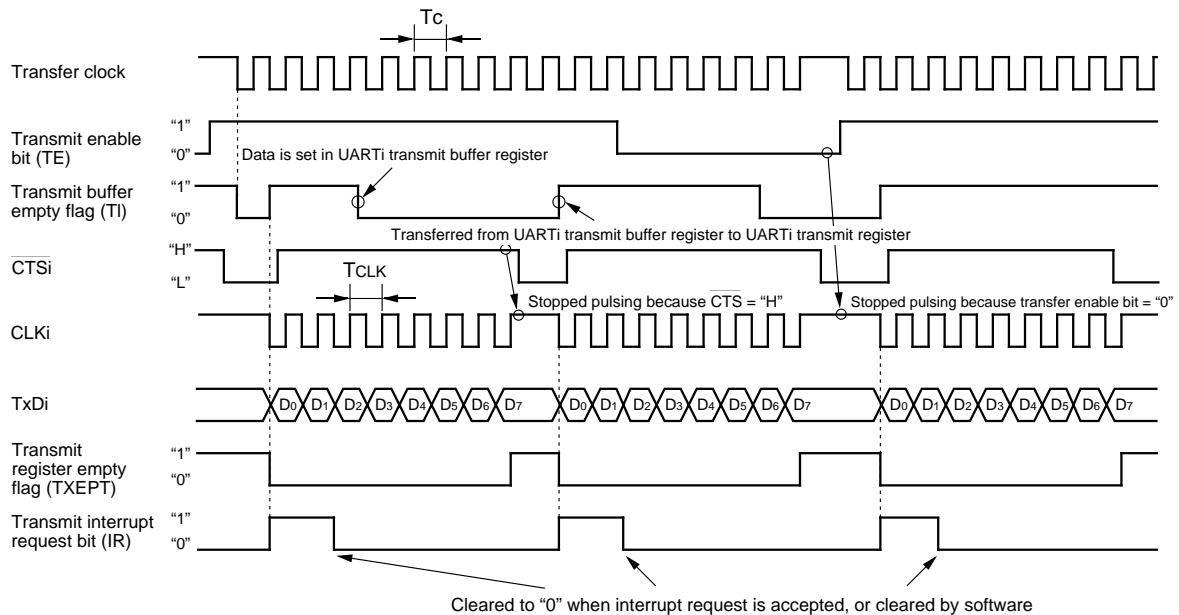 Tc
Transfer clock
Transmit enable
bit (TE)
“1”
“0”
Data is set in UARTi transmit buffer register
Transmit buffer
empty flag (TI)
“1”
“0”
Transferred from UARTi transmit buffer register to UARTi transmit register
CTSi
“H”
“L”
TCLK
Stopped pulsing because CTS = “H”
Stopped pulsing because transfer enable bit = “0”
CLKi
TxDi
D0 D1 D2 D3 D4 D5 D6 D7 D0 D1 D2 D3 D4 D5 D6 D7 D0 D1 D2 D3 D4 D5 D6 D7
Transmit
register empty
flag (TXEPT)
“1”
“0”
Transmit interrupt
request bit (IR)
“1”
“0”
Cleared to “0” when interrupt request is accepted, or cleared by software